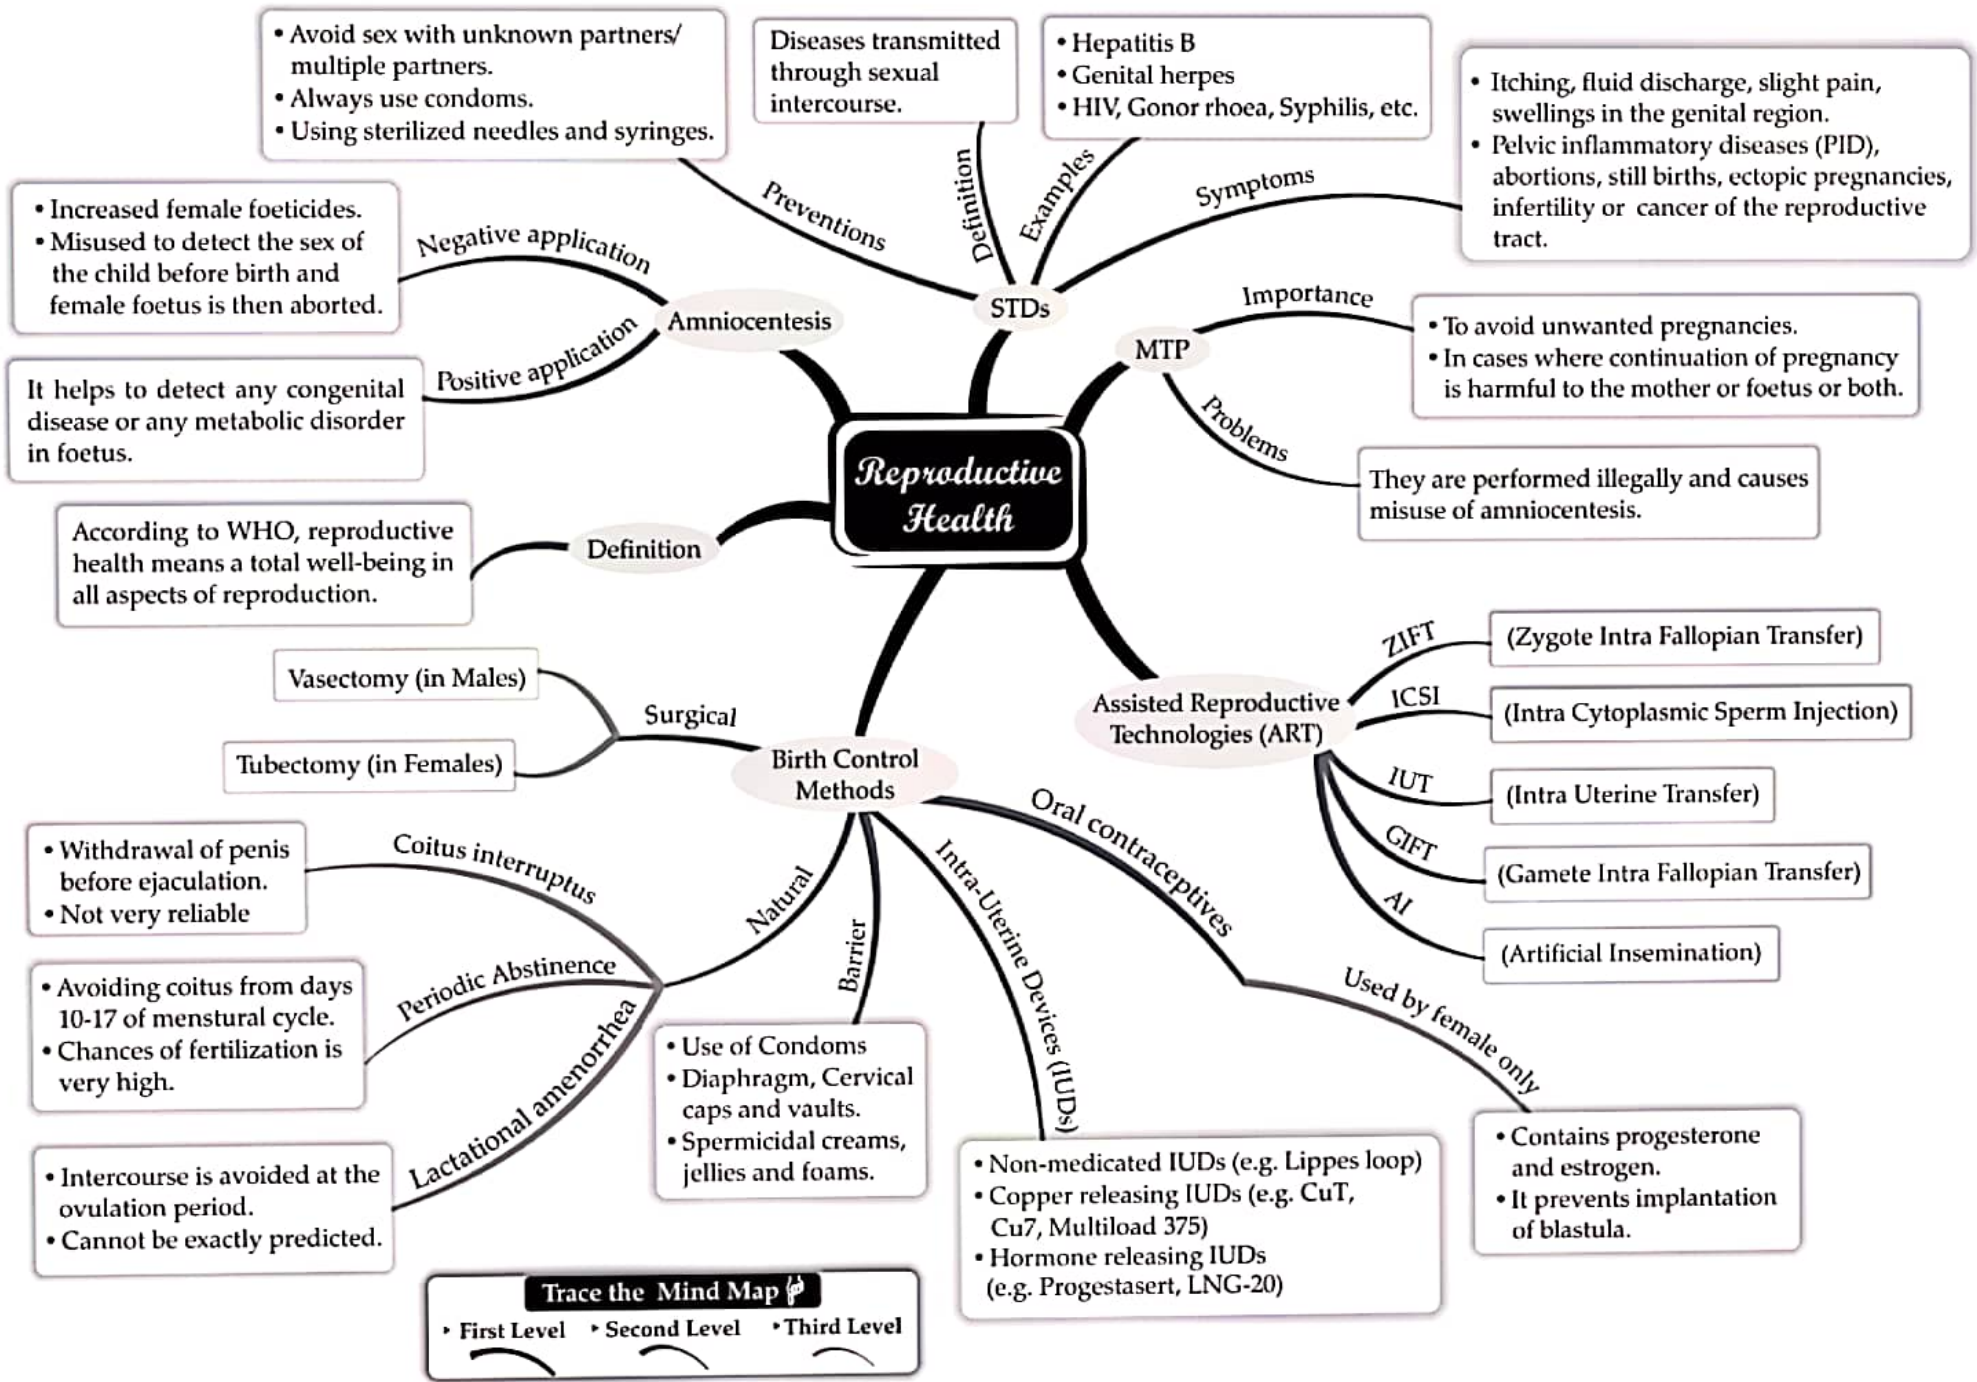 • Avoid sex with unknown partners/
multiple partners.
• Always use condoms.
• Using sterilized needles and syringes.
Diseases transmitted
through sexual
intercourse.
• Hepatitis B
• Genital herpes
• HIV, Gonor rhoea, Syphilis, etc.
• Itching, fluid discharge, slight pain,
swellings in the genital region.
• Pelvic inflammatory diseases (PID),
abortions, still births, ectopic pregnancies,
infertility or cancer of the reproductive
tract.
Preventions
Definition
Examples
Symptoms
STDs
• Increased female foeticides.
• Misused to detect the sex of
the child before birth and
female foetus is then aborted.
Negative application
Amniocentesis
Positive application
It helps to detect any congenital
disease or any metabolic disorder
in foetus.
MTP
Importance
• To avoid unwanted pregnancies.
• In cases where continuation of pregnancy
is harmful to the mother or foetus or both.
Problems
They are performed illegally and causes
misuse of amniocentesis.
Reproductive
Health
According to WHO, reproductive
health means a total well-being in
all aspects of reproduction.
Definition
Vasectomy (in Males)
Tubectomy (in Females)
Surgical
Birth Control
Methods
Assisted Reproductive
Technologies (ART)
ZIFT
(Zygote Intra Fallopian Transfer)
ICSI
(Intra Cytoplasmic Sperm Injection)
IUT
(Intra Uterine Transfer)
GIFT
(Gamete Intra Fallopian Transfer)
AI
(Artificial Insemination)
Natural
Coitus interruptus
• Withdrawal of penis
before ejaculation.
• Not very reliable
Periodic Abstinence
• Avoiding coitus from days
10-17 of menstural cycle.
• Chances of fertilization is
very high.
Lactational amenorrhea
• Intercourse is avoided at the
ovulation period.
• Cannot be exactly predicted.
Barrier
• Use of Condoms
• Diaphragm, Cervical
caps and vaults.
• Spermicidal creams,
jellies and foams.
Intra-Uterine Devices (IUDs)
• Non-medicated IUDs (e.g. Lippes loop)
• Copper releasing IUDs (e.g. CuT,
Cu7, Multiload 375)
• Hormone releasing IUDs
(e.g. Progestasert, LNG-20)
Oral contraceptives
Used by female only
• Contains progesterone
and estrogen.
• It prevents implantation
of blastula.
Trace the Mind Map
‣ First Level ‣ Second Level ‣ Third Level